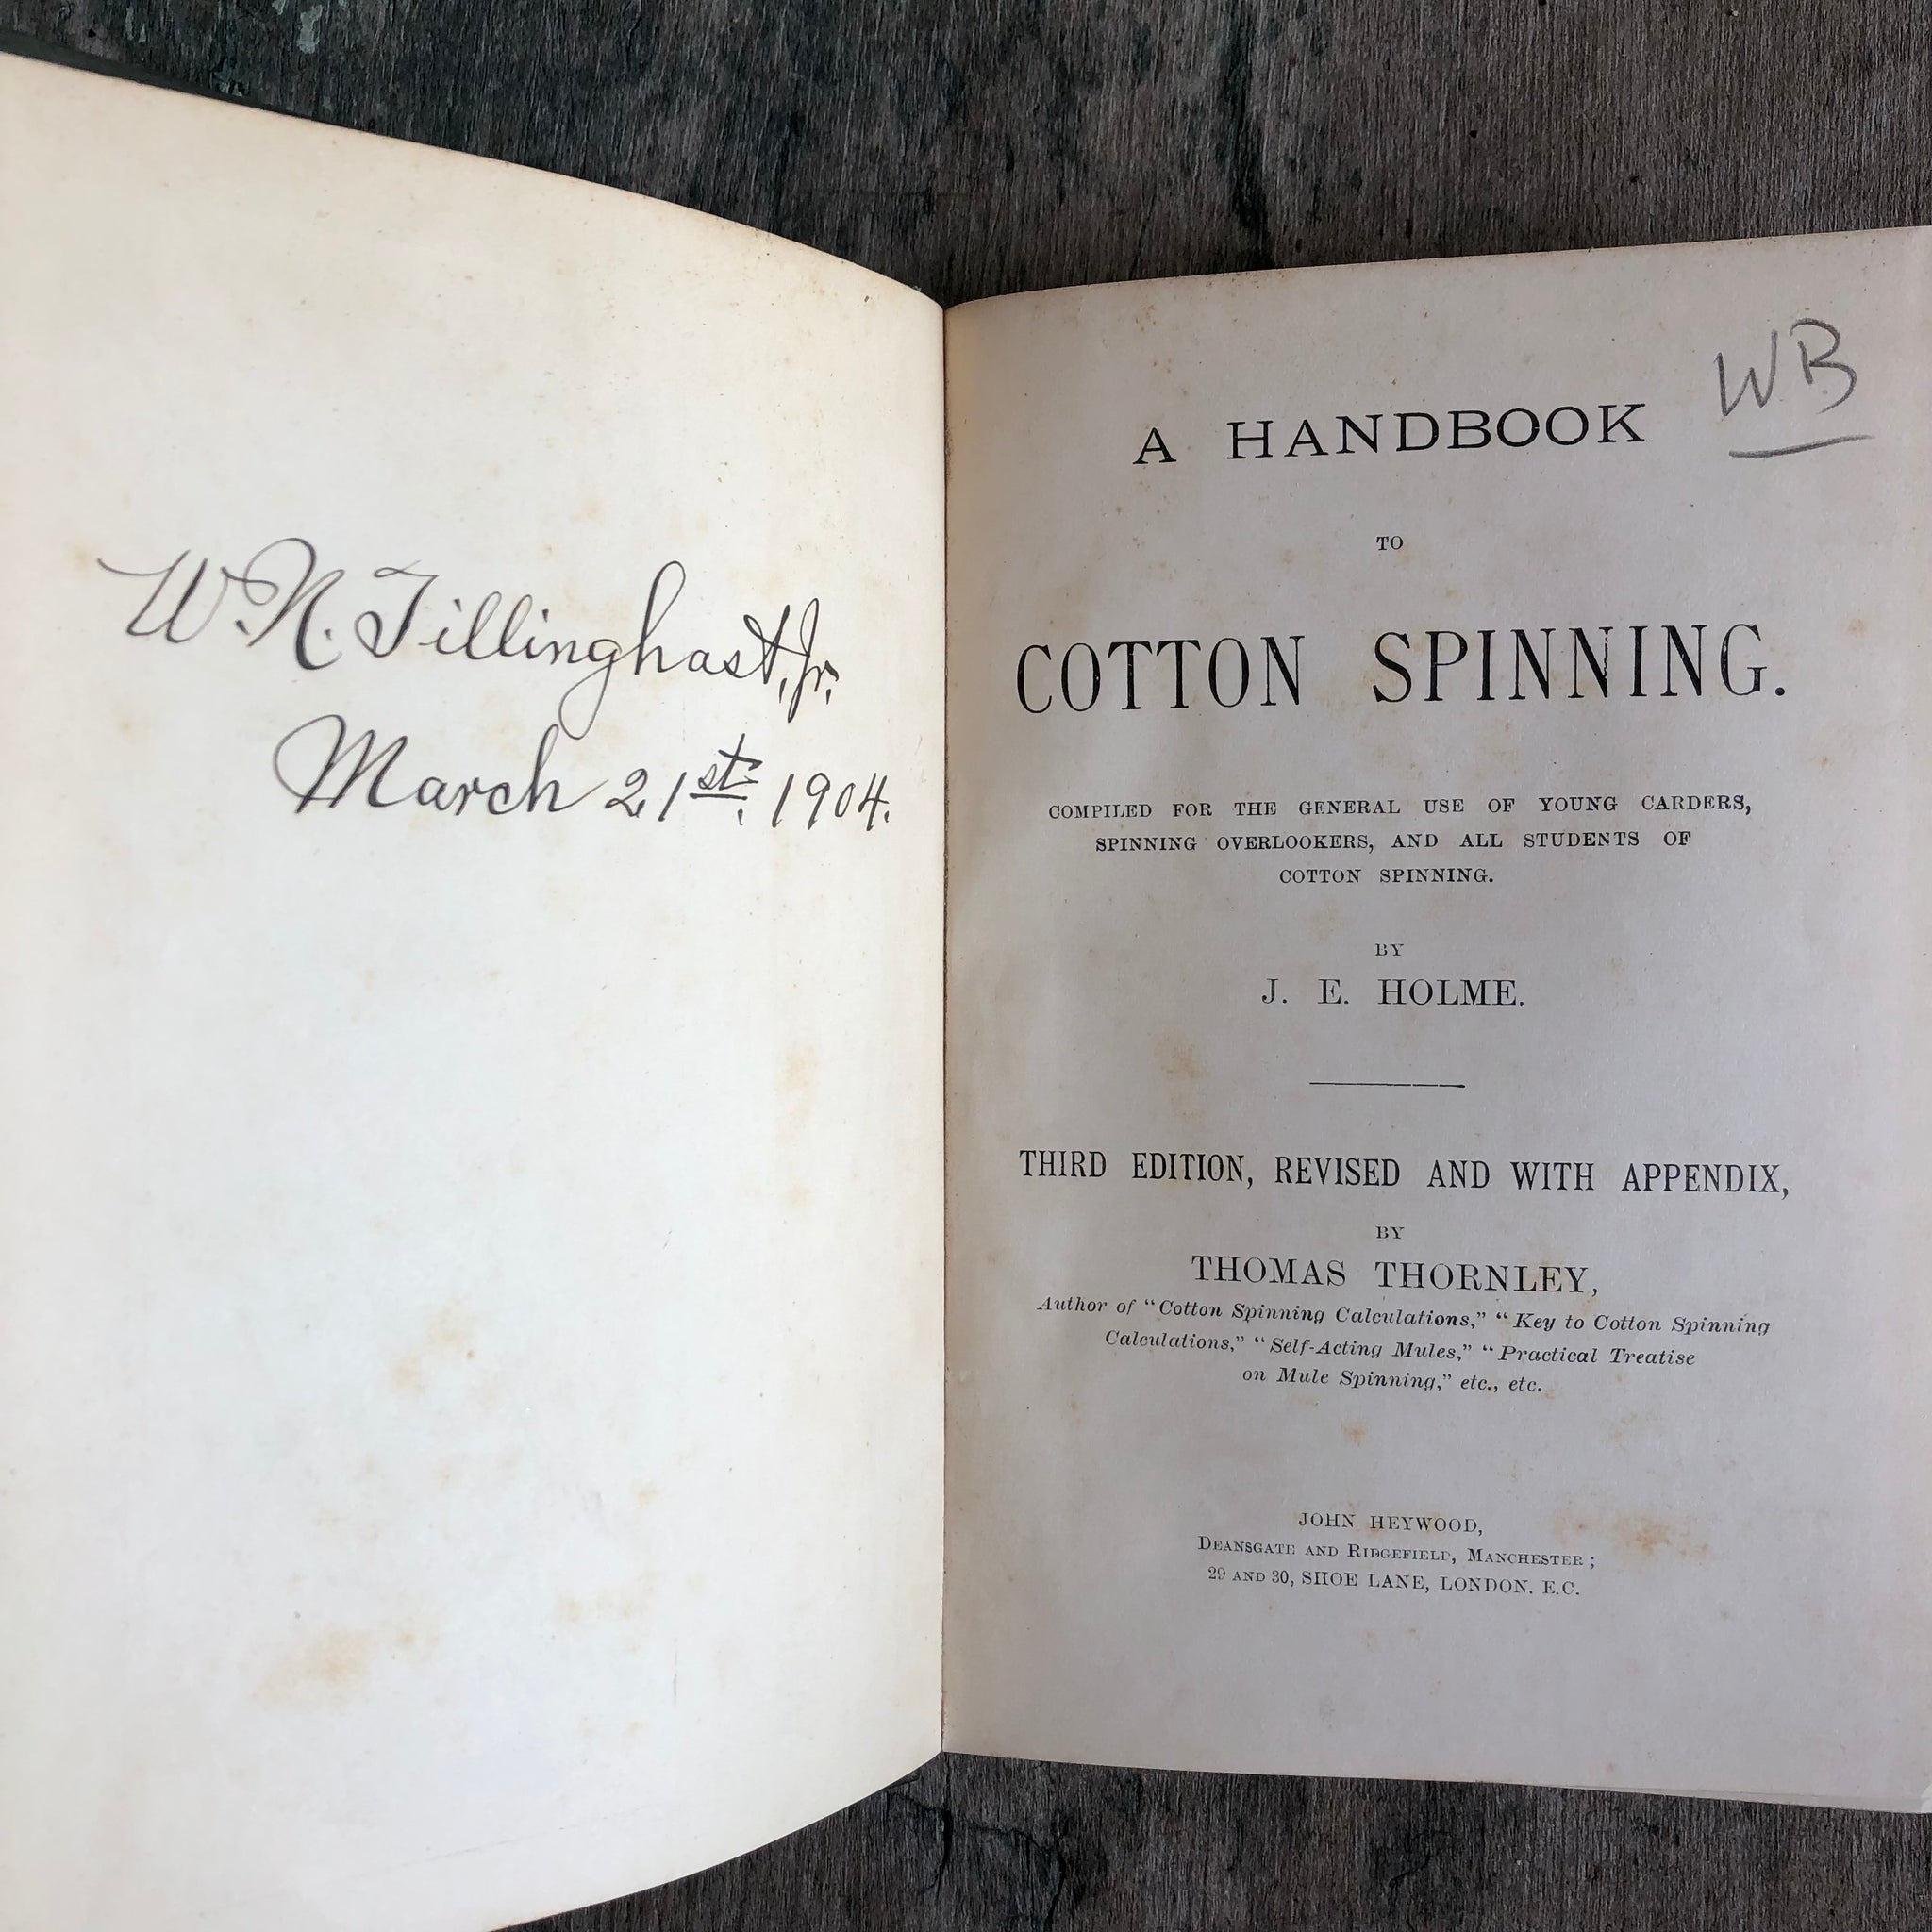 W. N. Tillinghast, Jr.
March 21st. 1904.
WB
A HANDBOOK
TO
COTTON SPINNING.
COMPILED FOR THE GENERAL USE OF YOUNG CARDERS,
SPINNING OVERLOOKERS, AND ALL STUDENTS OF
COTTON SPINNING.
BY
J. E. HOLME.
THIRD EDITION, REVISED AND WITH APPENDIX,
BY
THOMAS THORNLEY,
Author of “Cotton Spinning Calculations,” “Key to Cotton Spinning
Calculations,” “Self-Acting Mules,” “Practical Treatise
on Mule Spinning,” etc., etc.
JOHN HEYWOOD,
DEANSGATE AND RIDGEFIELD, MANCHESTER;
29 AND 30, SHOE LANE, LONDON. E.C.